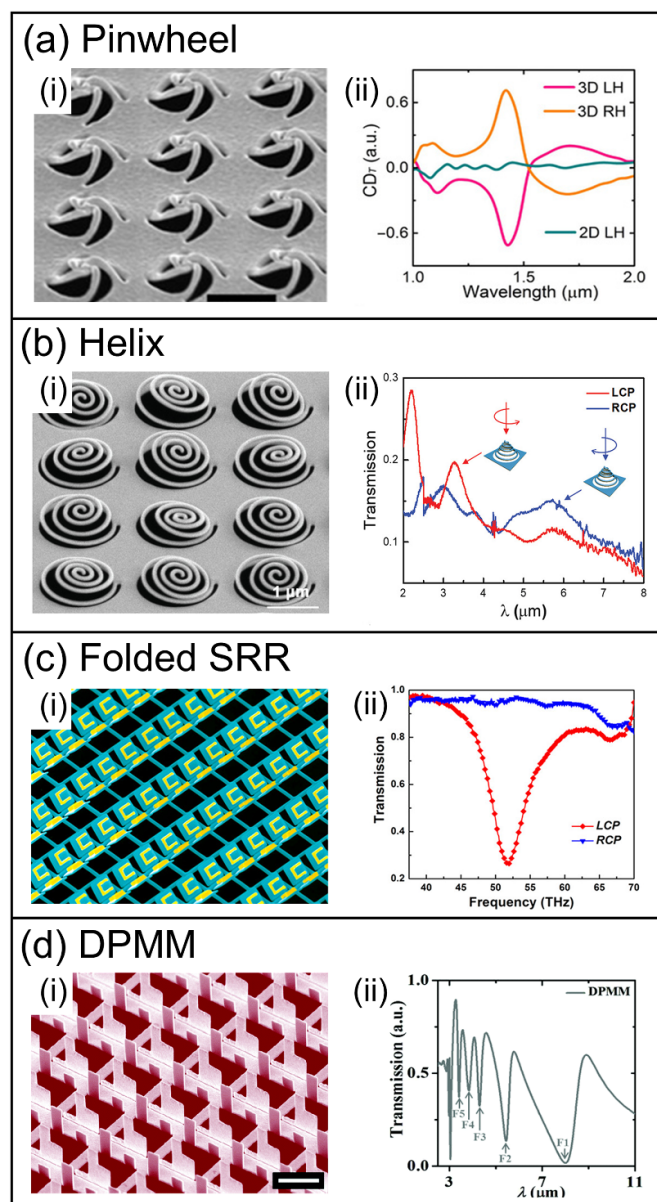 (a) Pinwheel
(i)
(ii)
0.6
0.0
−0.6
CD_T (a.u.)
3D LH
3D RH
2D LH
1.0
1.5
2.0
Wavelength (μm)
(b) Helix
(i)
1 μm
(ii)
0.3
0.2
0.1
Transmission
LCP
RCP
2
3
4
5
6
7
8
λ (μm)
(c) Folded SRR
(i)
(ii)
1.0
0.8
0.6
0.4
0.2
Transmission
LCP
RCP
40
45
50
55
60
65
70
Frequency (THz)
(d) DPMM
(i)
(ii)
1.0
0.5
0.0
Transmission (a.u.)
DPMM
F5
F4
F3
F2
F1
3
7
11
λ (μm)